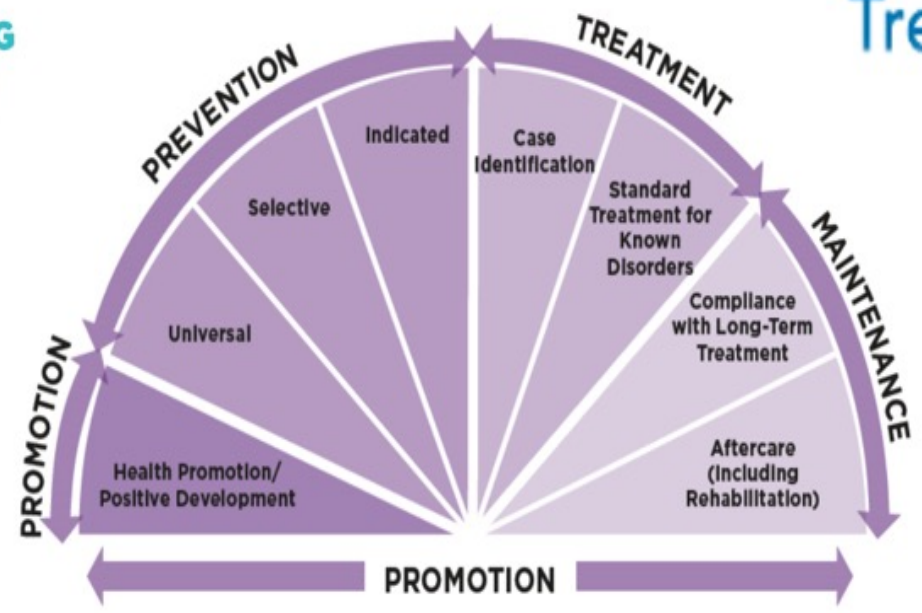 G
Tre
PREVENTION
TREATMENT
Indicated
Case
Identification
Selective
Standard
Treatment for
Known
Disorders
MAINTENANCE
Universal
Compliance
with Long-Term
Treatment
PROMOTION
Health Promotion/
Positive Development
Aftercare
(Including
Rehabilitation)
PROMOTION